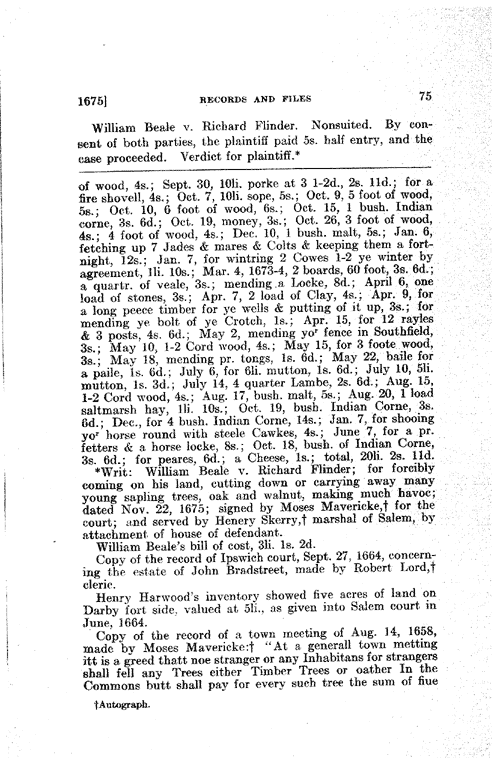 1675] RECORDS AND FILES 75
William Beale v. Richard Flinder. Nonsuited. By con-
sent of both parties, the plaintiff paid 5s. half entry, and the
case proceeded. Verdict for plaintiff.*
of wood, 4s.; Sept. 30, 10li. porke at 3 1-2d., 2s. 11d.; for a
fire shovell, 4s.; Oct. 7, 10li. sope, 5s.; Oct. 9, 5 foot of wood,
5s.; Oct. 10, 6 foot of wood, 6s.; Oct. 15, 1 bush. Indian
corne, 3s. 6d.; Oct. 19, money, 3s.; Oct. 26, 3 foot of wood,
4s.; 4 foot of wood, 4s.; Dec. 10, 1 bush. malt, 5s.; Jan. 6,
fetching up 7 Jades & mares & Colts & keeping them a fort-
night, 12s.; Jan. 7, for wintring 2 Cowes 1-2 ye winter by
agreement, 1li. 10s.; Mar. 4, 1673-4, 2 boards, 60 foot, 3s. 6d.;
a quartr. of veale, 3s.; mending a Locke, 8d.; April 6, one
load of stones, 3s.; Apr. 7, 2 load of Clay, 4s.; Apr. 9, for
a long peece timber for ye wells & putting of it up, 3s.; for
mending ye bolt of ye Crotch, 1s.; Apr. 15, for 12 rayles
& 3 posts, 4s. 6d.; May 2, mending yor fence in Southfield,
3s.; May 10, 1-2 Cord wood, 4s.; May 15, for 3 foote wood,
3s.; May 18, mending pr. tongs, 1s. 6d.; May 22, baile for
a paile, 1s. 6d.; July 6, for 6li. mutton, 1s. 6d.; July 10, 5li.
mutton, 1s. 3d.; July 14, 4 quarter Lambe, 2s. 6d.; Aug. 15,
1-2 Cord wood, 4s.; Aug. 17, bush. malt, 5s.; Aug. 20, 1 load
saltmarsh hay, 1li. 10s.; Oct. 19, bush. Indian Corne, 3s.
6d.; Dec., for 4 bush. Indian Corne, 14s.; Jan. 7, for shooing
yor horse round with steele Cawkes, 4s.; June 7, for a pr.
fetters & a horse locke, 8s.; Oct. 18, bush. of Indian Corne,
3s. 6d.; for peares, 6d.; a Cheese, 1s.; total, 20li. 2s. 11d.
*Writ: William Beale v. Richard Flinder; for forcibly
coming on his land, cutting down or carrying away many
young sapling trees, oak and walnut, making much havoc;
dated Nov. 22, 1675; signed by Moses Mavericke,† for the
court; and served by Henery Skerry,† marshal of Salem, by
attachment of house of defendant.
William Beale's bill of cost, 3li. 1s. 2d.
Copy of the record of Ipswich court, Sept. 27, 1664, concern-
ing the estate of John Bradstreet, made by Robert Lord,†
cleric.
Henry Harwood's inventory showed five acres of land on
Darby fort side, valued at 5li., as given into Salem court in
June, 1664.
Copy of the record of a town meeting of Aug. 14, 1658,
made by Moses Mavericke:† "At a generall town metting
itt is a greed thatt noe stranger or any Inhabitans for strangers
shall fell any Trees either Timber Trees or oather In the
Commons butt shall pay for every such tree the sum of fiue
†Autograph.